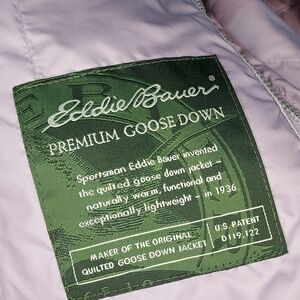 Eddie Bauer®
PREMIUM GOOSE DOWN
Sportsman Eddie Bauer invented
the quilted goose down jacket –
naturally warm, functional and
exceptionally lightweight – in 1936
MAKER OF THE ORIGINAL
QUILTED GOOSE DOWN JACKET
U.S. PATENT
D119,122